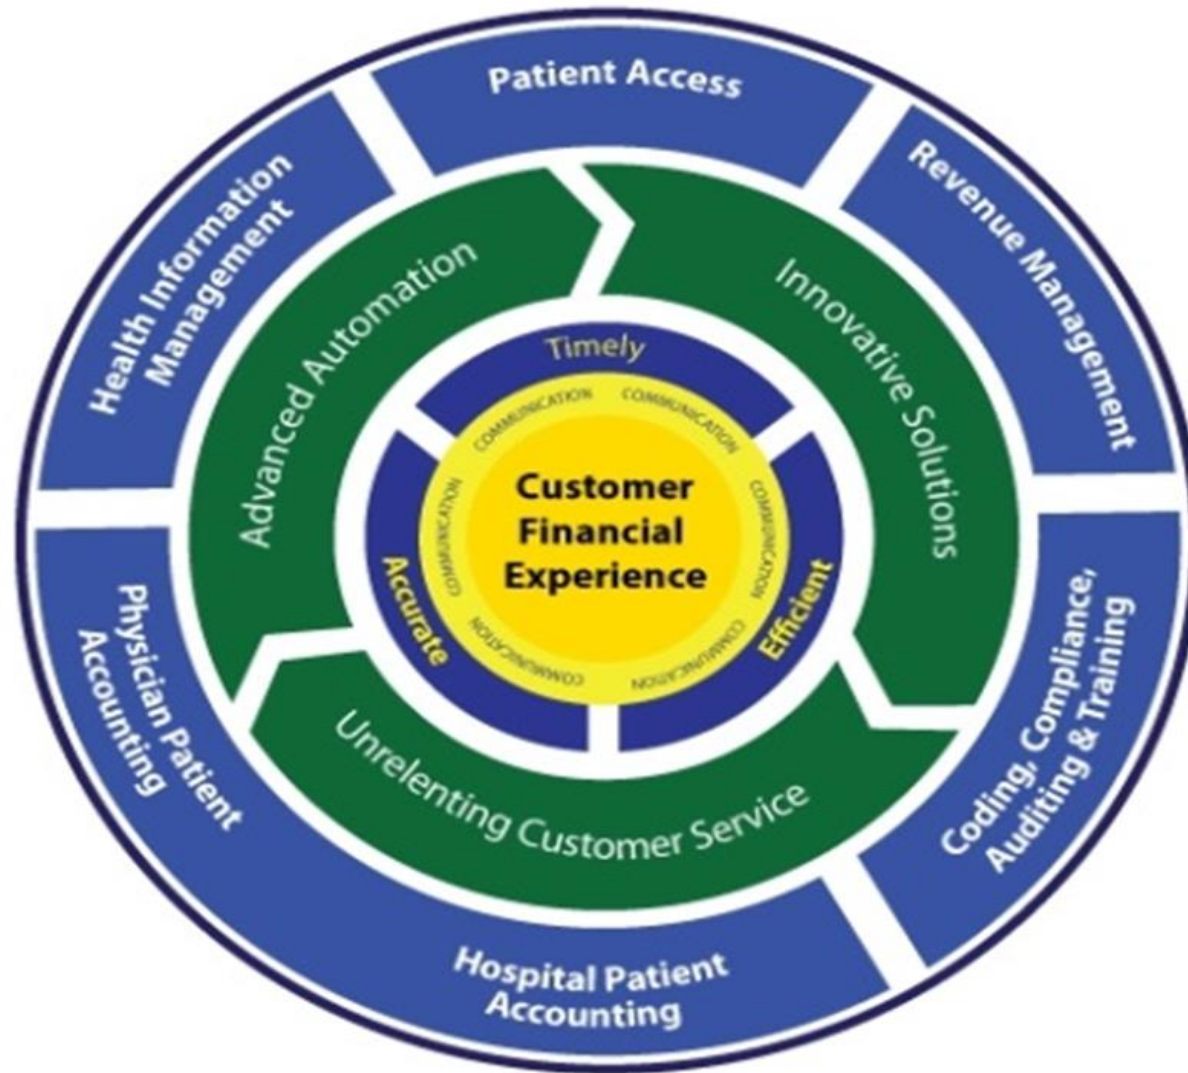 Patient Access
Revenue Management
Coding, Compliance,
Auditing & Training
Hospital Patient
Accounting
Physician Patient
Accounting
Health Information
Management
Innovative Solutions
Unrelenting Customer Service
Advanced Automation
Timely
Efficient
Accurate
COMMUNICATION
COMMUNICATION
COMMUNICATION
COMMUNICATION
COMMUNICATION
COMMUNICATION
COMMUNICATION
Customer
Financial
Experience